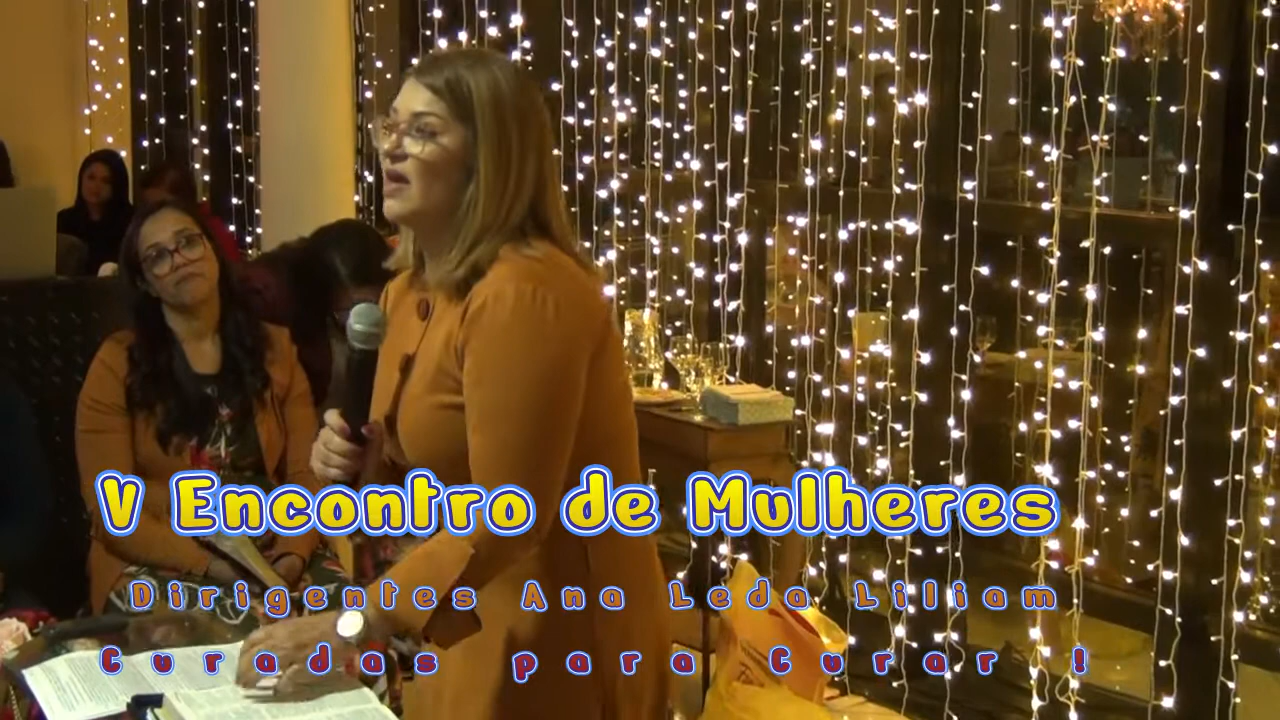 V Encontro de Mulheres
Dirigentes Ana Leda Liliam
Curadas para Curar !